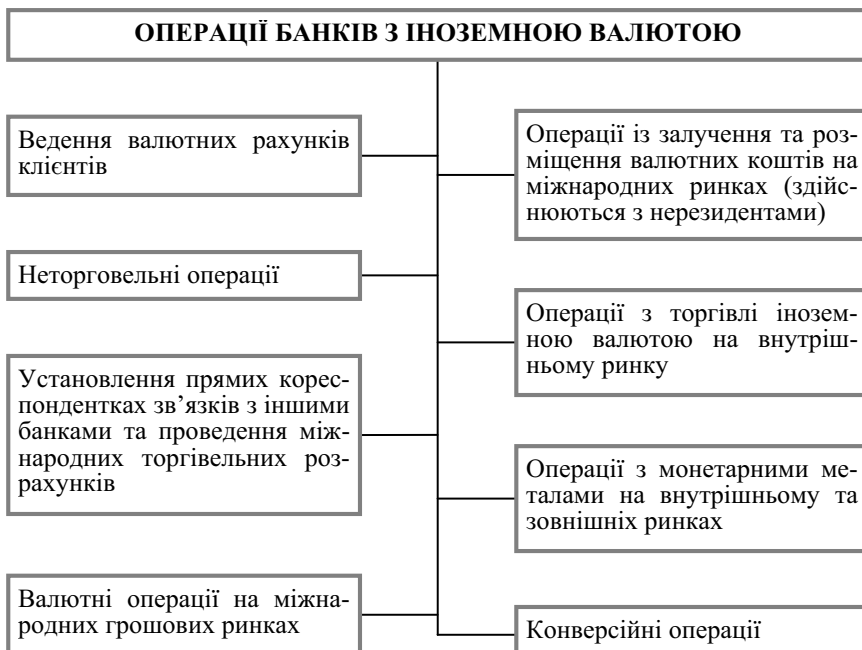 ОПЕРАЦІЇ БАНКІВ З ІНОЗЕМНОЮ ВАЛЮТОЮ
Ведення валютних рахунків
клієнтів
Неторговельні операції
Установлення прямих корес-
пондентках зв’язків з іншими
банками та проведення між-
народних торгівельних роз-
рахунків
Валютні операції на міжна-
родних грошових ринках
Операції із залучення та роз-
міщення валютних коштів на
міжнародних ринках (здійс-
нюються з нерезидентами)
Операції з торгівлі інозем-
ною валютою на внутріш-
ньому ринку
Операції з монетарними ме-
талами на внутрішньому та
зовнішніх ринках
Конверсійні операції